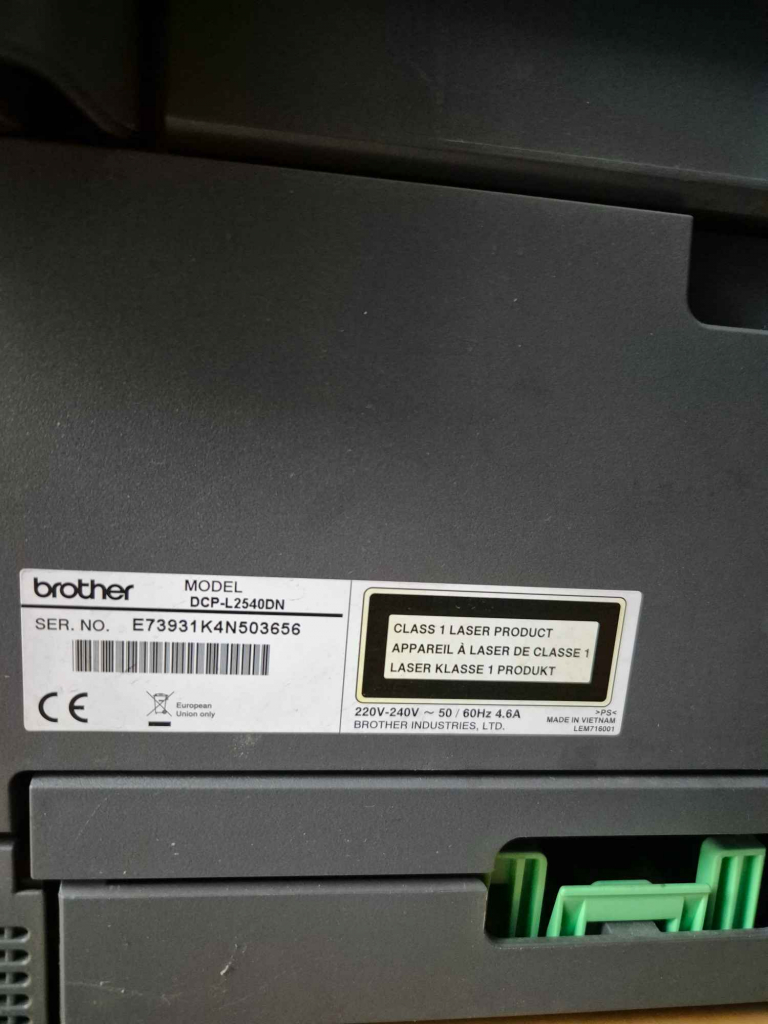 brother
MODEL
DCP-L2540DN
SER. NO. E73931K4N503656
CE
European
Union only
CLASS 1 LASER PRODUCT
APPAREIL À LASER DE CLASSE 1
LASER KLASSE 1 PRODUKT
220V-240V ~ 50 / 60Hz 4.6A
BROTHER INDUSTRIES, LTD.
>PS<
MADE IN VIETNAM
LEM716001